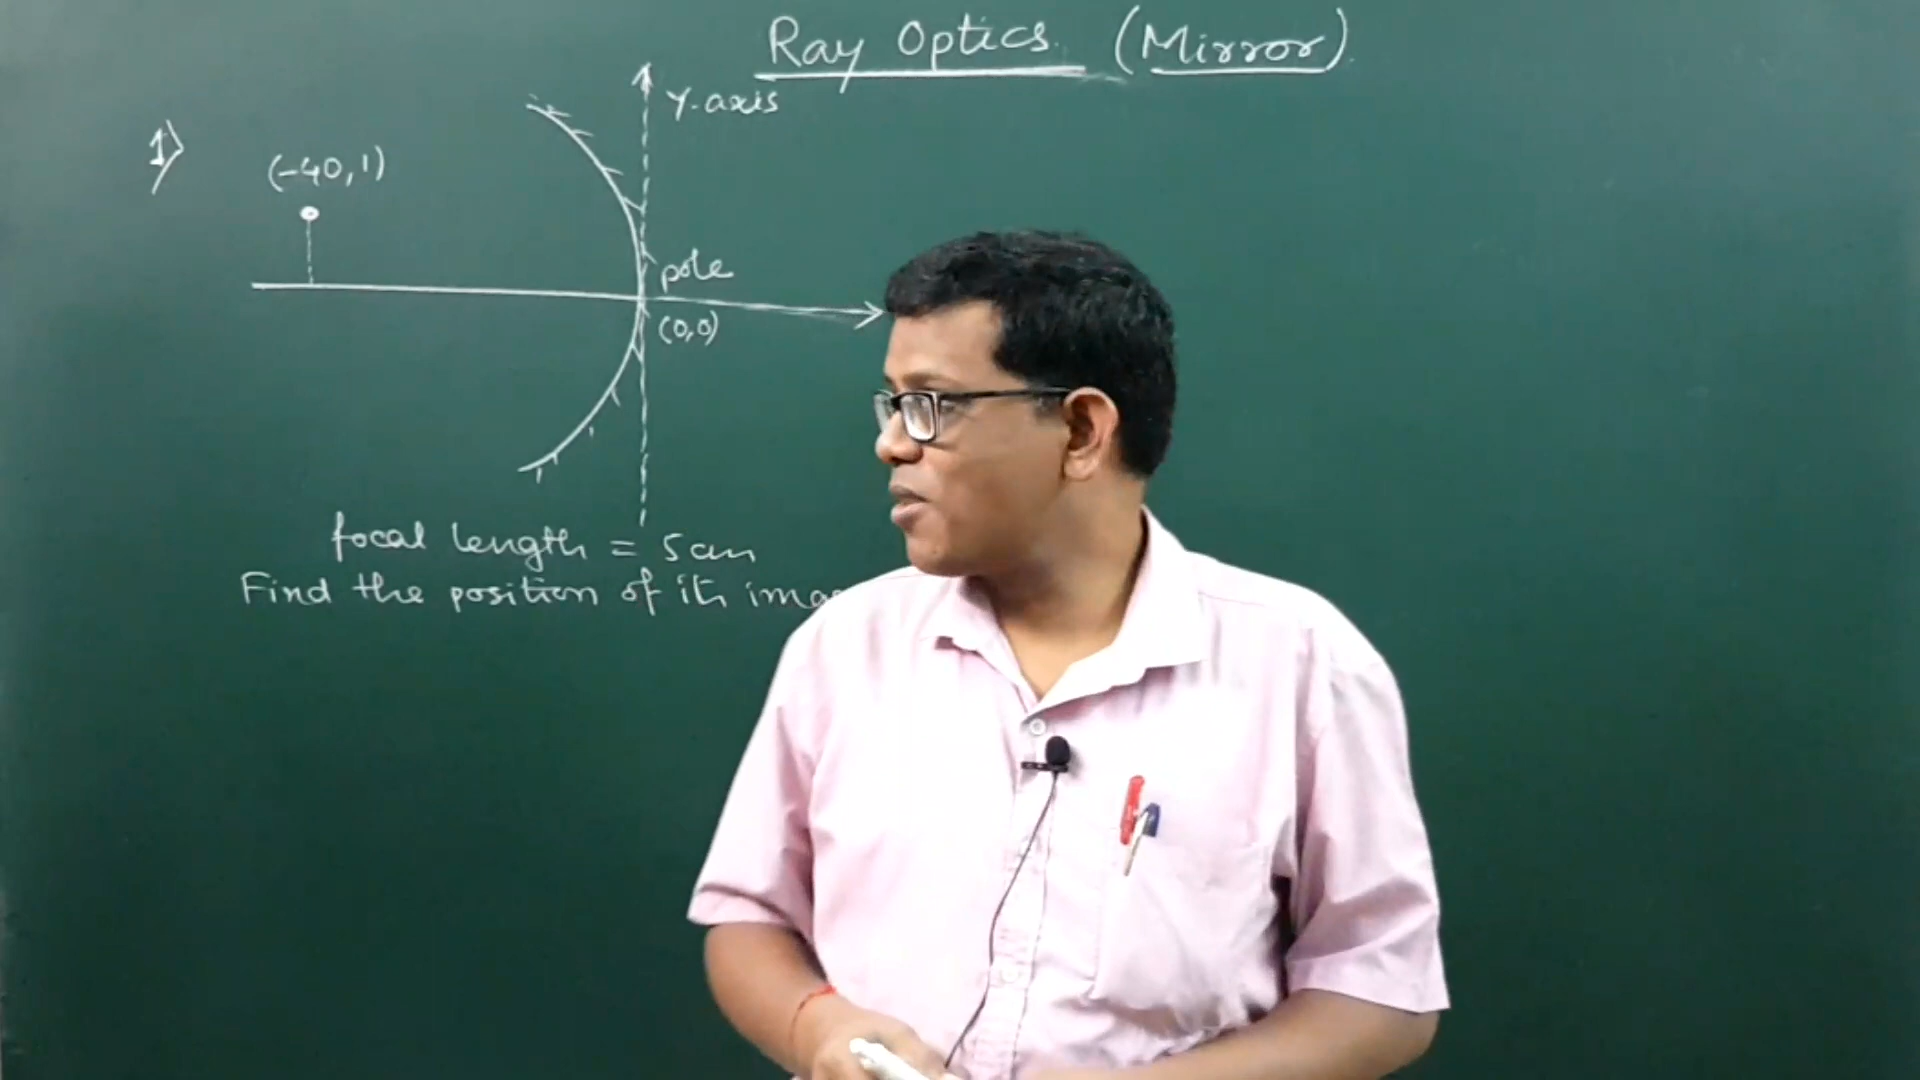 Ray Optics (Mirror)
Y-axis
1)
(-40,1)
pole
(0,0)
focal length = 5cm
Find the position of its